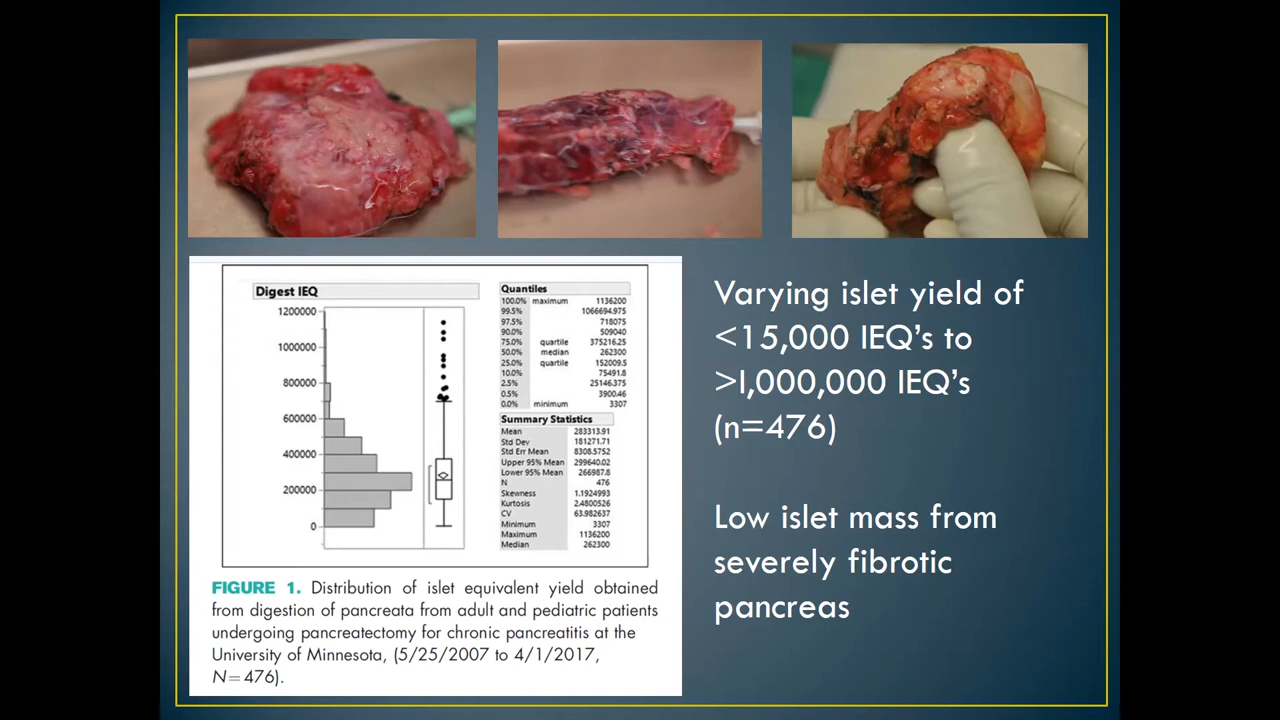 Digest IEQ
1200000
1000000
800000
600000
400000
200000
0
Quantiles
100.0% maximum 1136200
99.5% 1066694.975
97.5% 718075
90.0% 509040
75.0% quartile 375216.25
50.0% median 262300
25.0% quartile 152009.5
10.0% 75491.8
2.5% 25146.375
0.5% 3900.46
0.0% minimum 3307
Summary Statistics
Mean 283313.91
Std Dev 181271.71
Std Err Mean 8308.5752
Upper 95% Mean 299640.02
Lower 95% Mean 266987.8
N 476
Skewness 1.1924993
Kurtosis 2.4800526
CV 63.982637
Minimum 3307
Maximum 1136200
Median 262300
FIGURE 1. Distribution of islet equivalent yield obtained
from digestion of pancreata from adult and pediatric patients
undergoing pancreatectomy for chronic pancreatitis at the
University of Minnesota, (5/25/2007 to 4/1/2017,
N=476).
Varying islet yield of
<15,000 IEQ's to
>1,000,000 IEQ's
(n=476)
Low islet mass from
severely fibrotic
pancreas